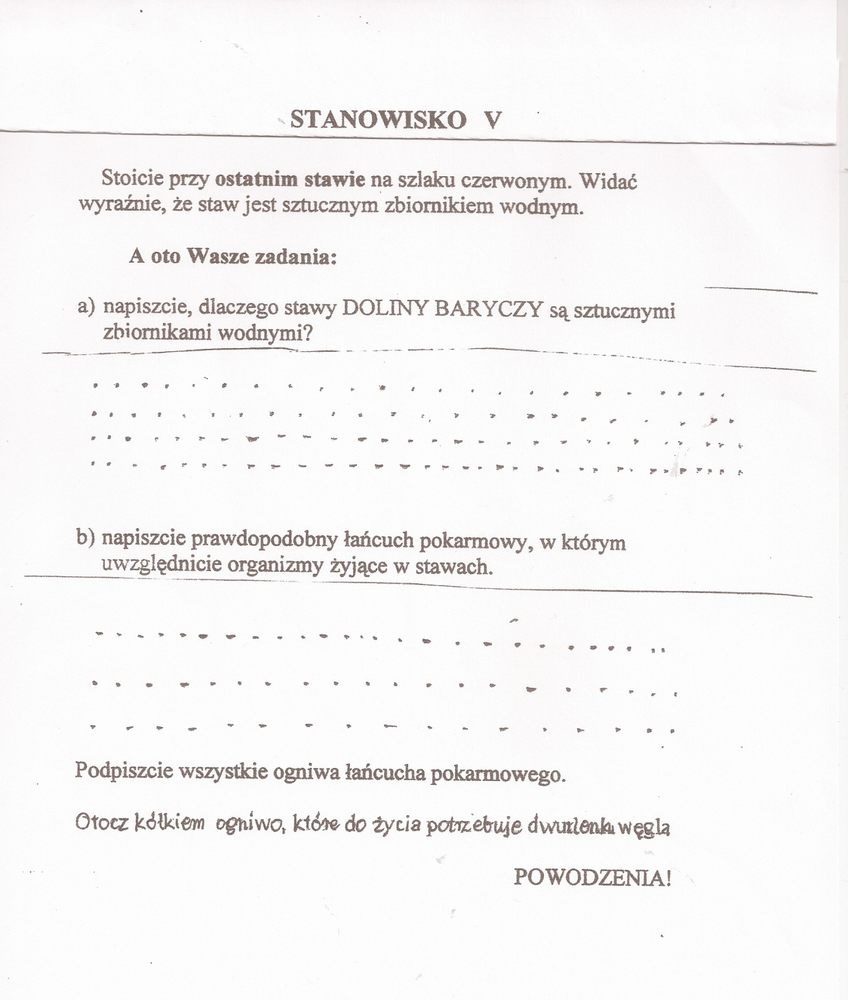 STANOWISKO V
Stoicie przy ostatnim stawie na szlaku czerwonym. Widać
wyraźnie, że staw jest sztucznym zbiornikiem wodnym.
A oto Wasze zadania:
a) napiszcie, dlaczego stawy DOLINY BARYCZY są sztucznymi
zbiornikami wodnymi?
b) napiszcie prawdopodobny łańcuch pokarmowy, w którym
uwzględnicie organizmy żyjące w stawach.
Podpiszcie wszystkie ogniwa łańcucha pokarmowego.
Otocz kółkiem ogniwo, które do życia potrzebuje dwutlenku węgla
POWODZENIA!